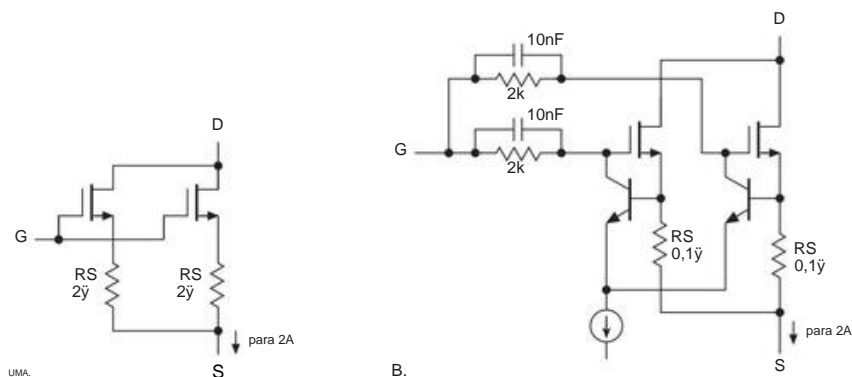 D
G
RS
2ÿ
RS
2ÿ
para 2A
S
UMA.
D
10nF
2k
10nF
G
2k
RS
0,1ÿ
RS
0,1ÿ
para 2A
S
B.